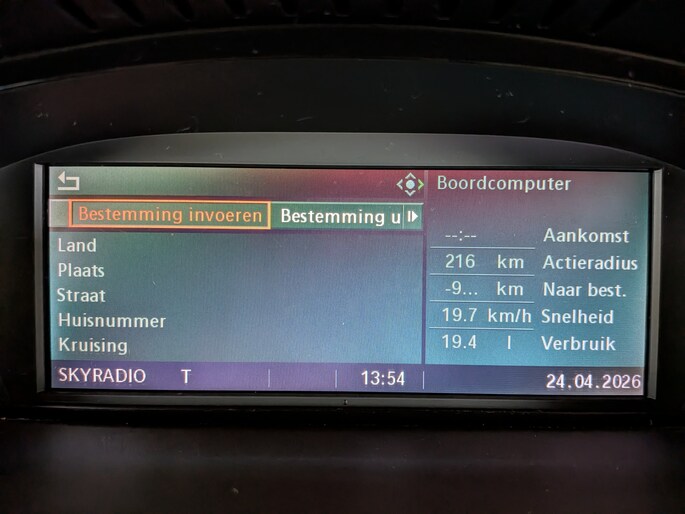 Boordcomputer
Bestemming invoeren Bestemming u
Land
Plaats
Straat
Huisnummer
Kruising
--:-- Aankomst
216 km Actieradius
-9... km Naar best.
19.7 km/h Snelheid
19.4 l Verbruik
SKYRADIO T 13:54 24.04.2026